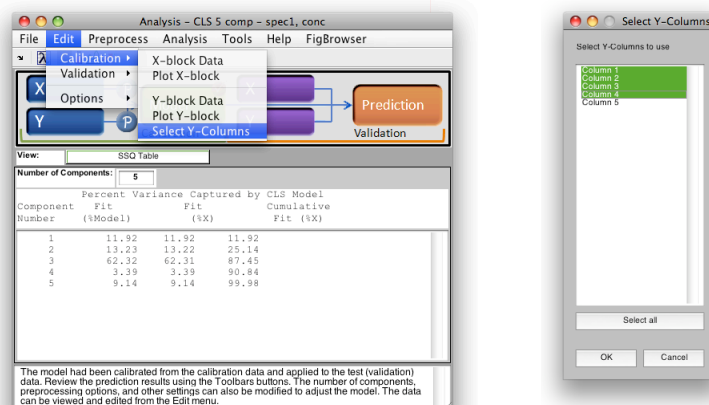 Analysis - CLS 5 comp - spec1, conc
File Edit Preprocess Analysis Tools Help FigBrowser
Calibration
Validation
Options
X-block Data
Plot X-block
Y-block Data
Plot Y-block
Select Y-Columns
X
X
Y
P
Prediction
Validation
View: SSQ Table
Number of Components: 5
Percent Variance Captured by CLS Model
Component Fit Fit Cumulative
Number (%Model) (%X) Fit (%X)
1 11.92 11.92 11.92
2 13.23 13.22 25.14
3 62.32 62.31 87.45
4 3.39 3.39 90.84
5 9.14 9.14 99.98
The model had been calibrated from the calibration data and applied to the test (validation)
data. Review the prediction results using the Toolbars buttons. The number of components,
preprocessing options, and other settings can also be modified to adjust the model. The data
can be viewed and edited from the Edit menu.
Select Y-Columns
Select Y-Columns to use
Column 1
Column 2
Column 3
Column 4
Column 5
Select all
OK Cancel